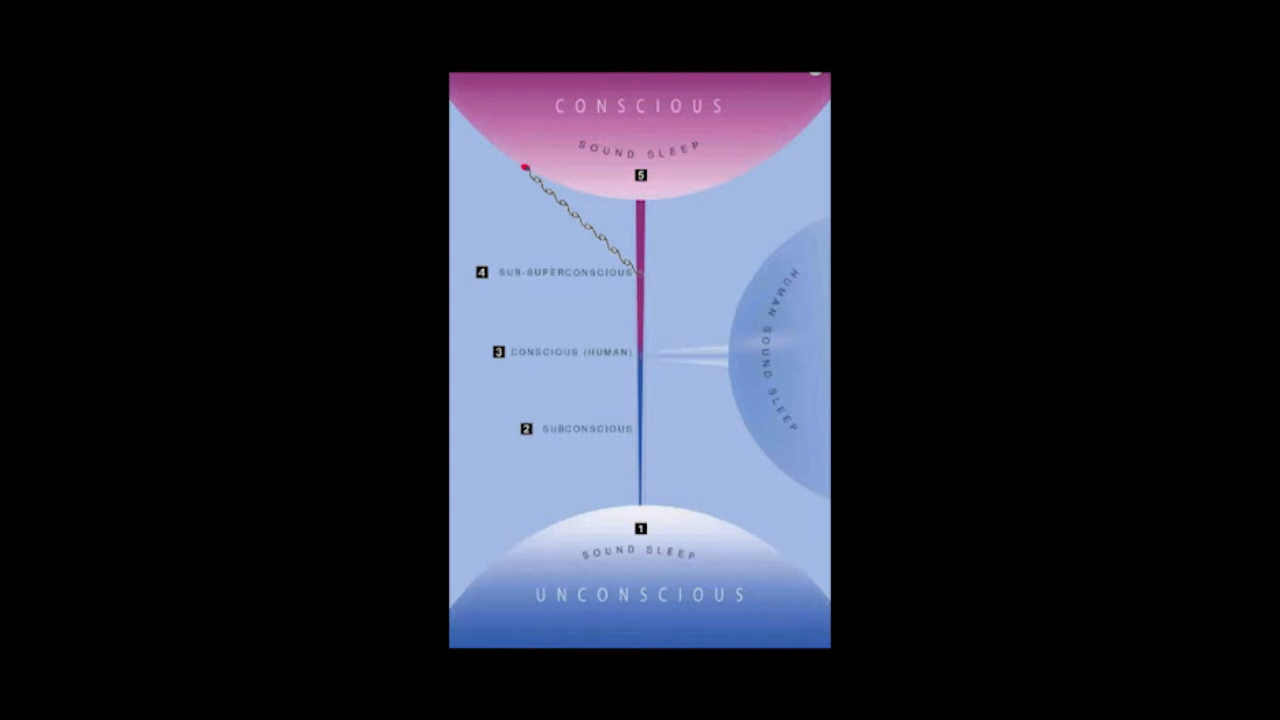 CONSCIOUS
SOUND SLEEP
5
4 SUB-SUPERCONSCIOUS
HUMAN SOUND SLEEP
3 CONSCIOUS (HUMAN)
2 SUBCONSCIOUS
1
SOUND SLEEP
UNCONSCIOUS